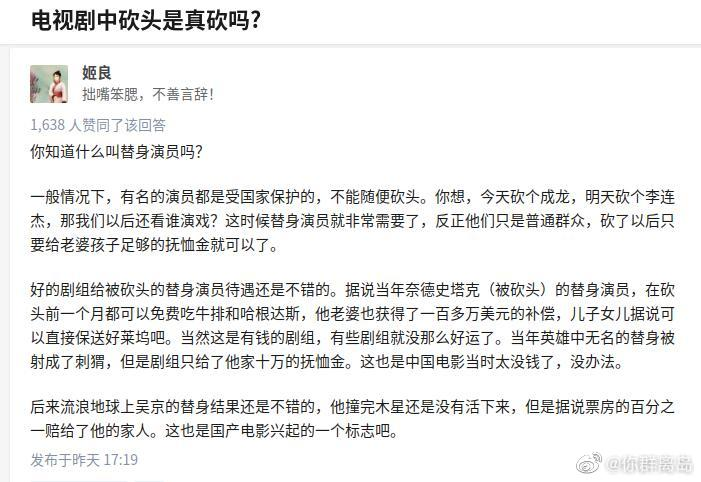 电视剧中砍头是真砍吗?
姬良
拙嘴笨腮，不善言辞！
1,638 人赞同了该回答
你知道什么叫替身演员吗？
一般情况下，有名的演员都是受国家保护的，不能随便砍头。你想，今天砍个成龙，明天砍个李连
杰，那我们以后还看谁演戏？这时候替身演员就非常需要了，反正他们只是普通群众，砍了以后只
要给老婆孩子足够的抚恤金就可以了。
好的剧组给被砍头的替身演员待遇还是不错的。据说当年奈德史塔克（被砍头）的替身演员，在砍
头前一个月都可以免费吃牛排和哈根达斯，他老婆也获得了一百多万美元的补偿，儿子女儿据说可
以直接保送好莱坞吧。当然这是有钱的剧组，有些剧组就没那么好运了。当年英雄中无名的替身被
射成了刺猬，但是剧组只给了他家十万的抚恤金。这也是中国电影当时太没钱了，没办法。
后来流浪地球上吴京的替身结果还是不错的，他撞完木星还是没有活下来，但是据说票房的百分之
一赔给了他的家人。这也是国产电影兴起的一个标志吧。
发布于昨天 17:19
@你群离岛